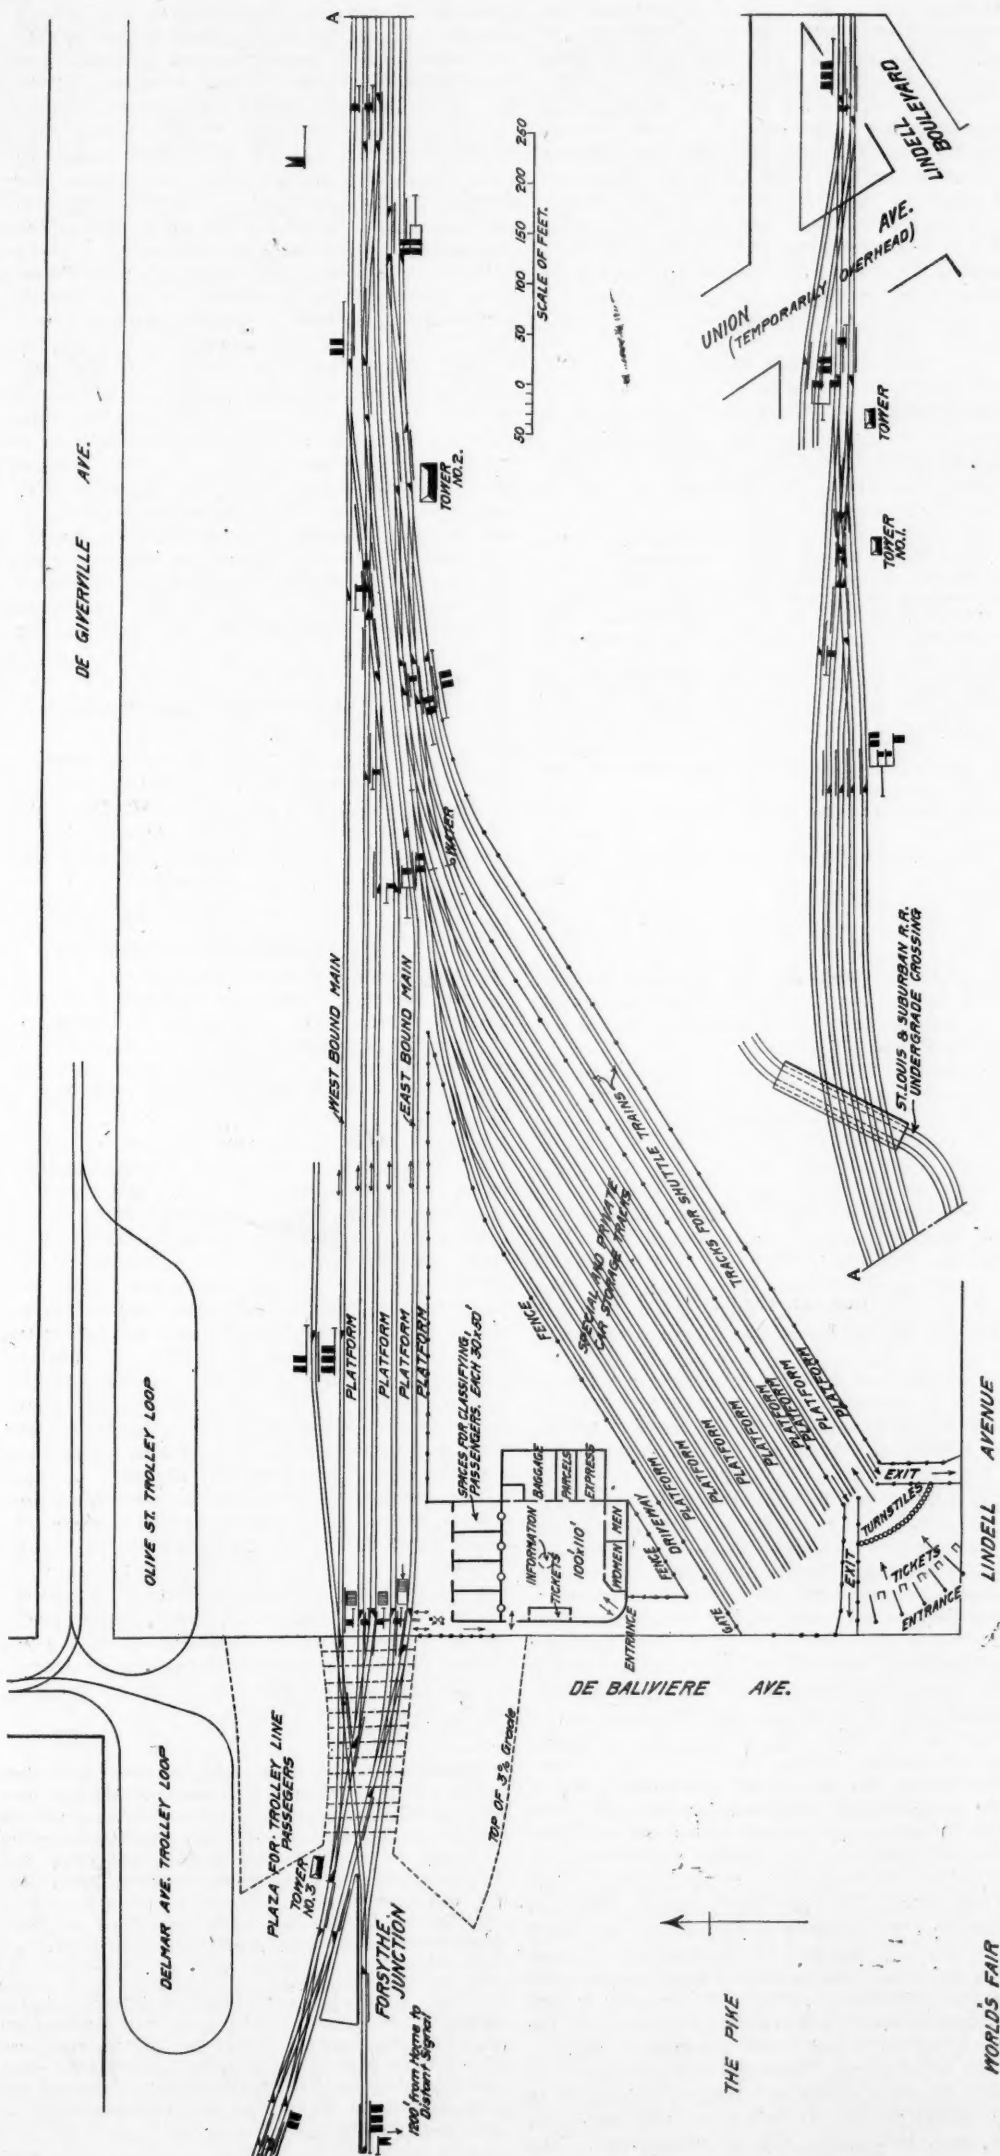 DE GIVERVILLE AVE.
A
M
50 0 50 100 150 200 250
SCALE OF FEET.
TOWER
NO.2.
UNION AVE.
(TEMPORARILY OVERHEAD)
LINDELL
BOULEVARD
TOWER
TOWER
NO.1.
WATER
WEST BOUND MAIN
EAST BOUND MAIN
ST. LOUIS & SUBURBAN R.R.
UNDERGRADE CROSSING
A
OLIVE ST. TROLLEY LOOP
PLATFORM
PLATFORM
PLATFORM
PLATFORM
SPACES FOR CLASSIFYING
PASSENGERS. EACH 30'x50'
FENCE
SPECIAL AND PRIVATE
CAR STORAGE TRACKS
TRACKS FOR SHUTTLE TRAINS
BAGGAGE
PARCELS
EXPRESS
INFORMATION
TICKETS
100'x110'
WOMEN
MEN
FENCE
DRIVEWAY
PLATFORM
PLATFORM
PLATFORM
PLATFORM
PLATFORM
PLATFORM
PLATFORM
PLATFORM
ENTRANCE
GATE
EXIT
EXIT
TURNSTILES
TICKETS
ENTRANCE
LINDELL AVENUE
DE BALIVIERE AVE.
DELMAR AVE. TROLLEY LOOP
PLAZA FOR TROLLEY LINE
PASSEGERS
TOWER
NO.3
TOP OF 3% Grade
FORSYTHE
JUNCTION
1200' from Home to
Distant Signal
THE PIKE
WORLD'S FAIR